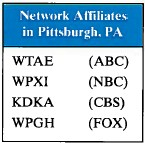 Network Affiliates
in Pittsburgh, PA
WTAE (ABC)
WPXI (NBC)
KDKA (CBS)
WPGH (FOX)